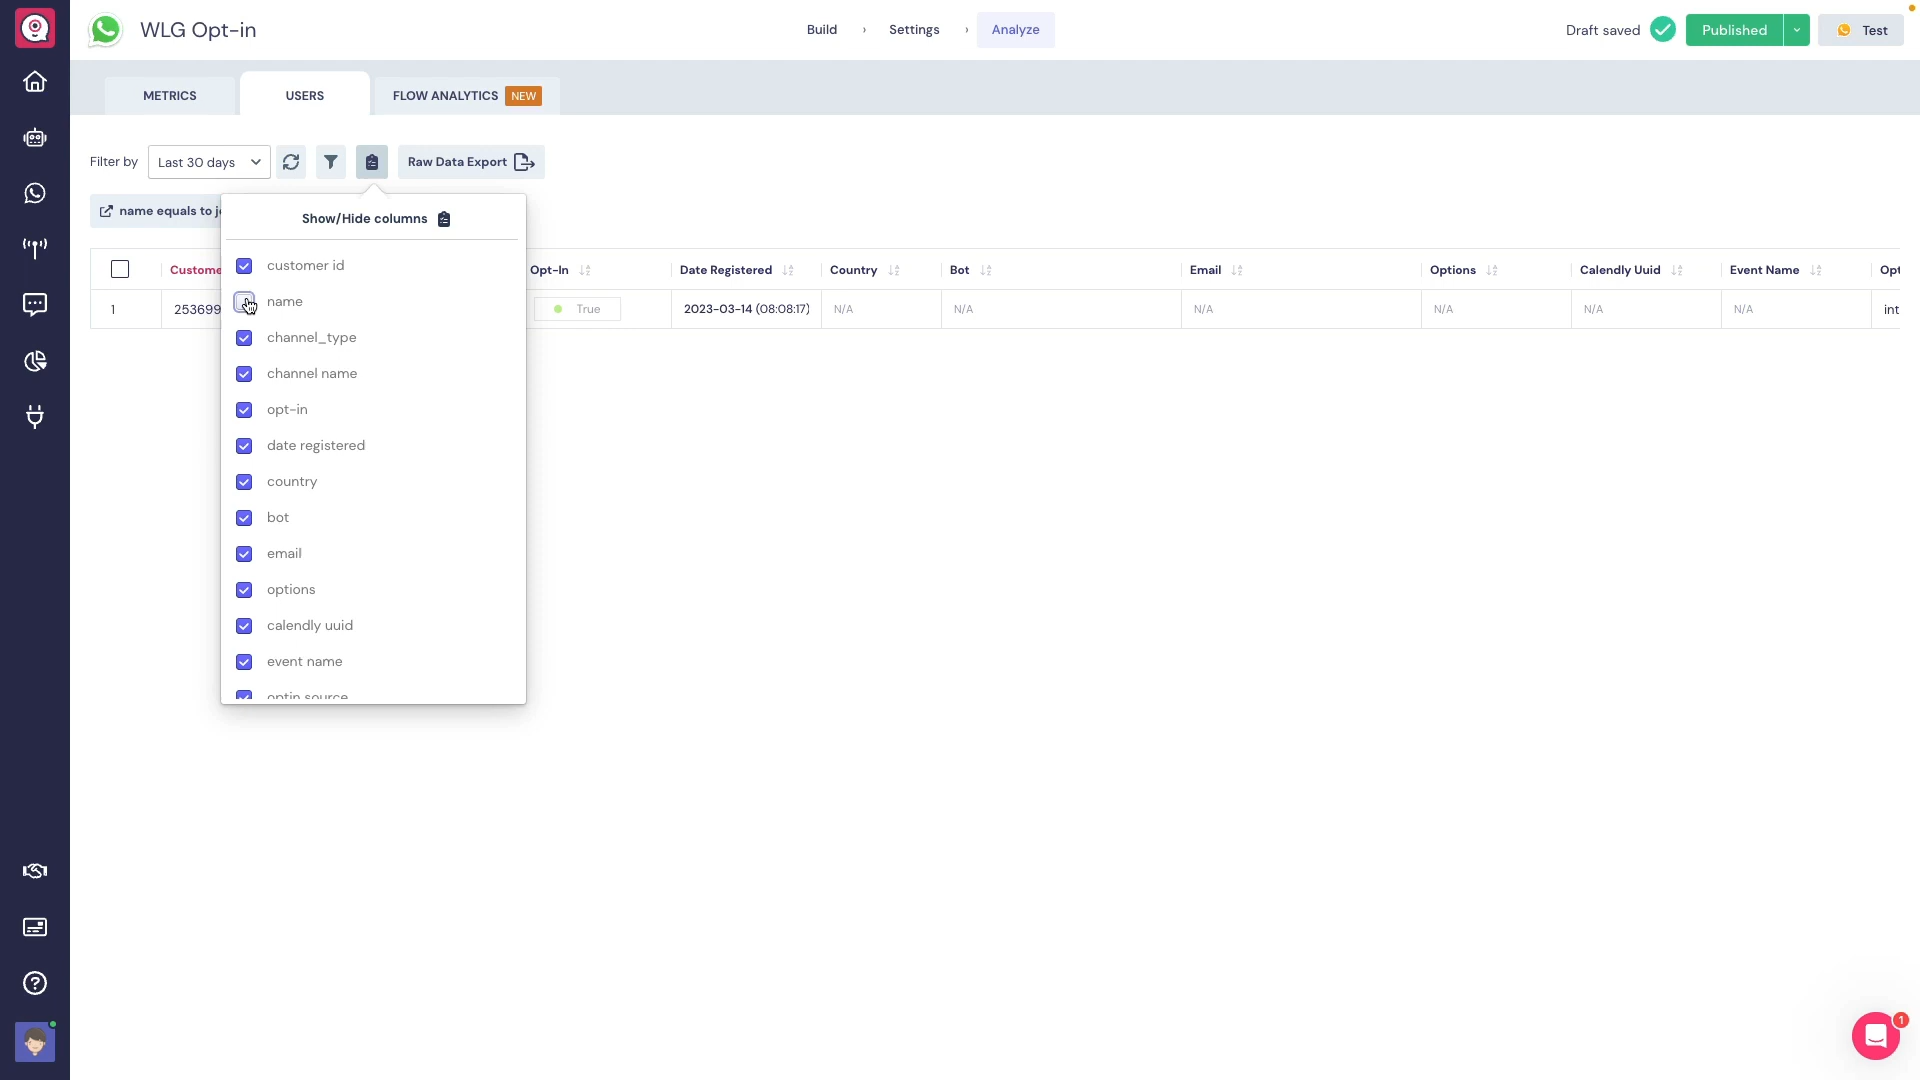 WLG Opt-in
Build
Settings
Analyze
Draft saved
Published
Test
METRICS
USERS
FLOW ANALYTICS NEW
Filter by
Last 30 days
Raw Data Export
name equals to
Show/Hide columns
customer id
name
channel_type
channel name
opt-in
date registered
country
bot
email
options
calendly uuid
event name
optin source
Custome
Opt-In
Date Registered
Country
Bot
Email
Options
Calendly Uuid
Event Name
Opt
1
253699
True
2023-03-14 (08:08:17)
N/A
N/A
N/A
N/A
N/A
N/A
int
1